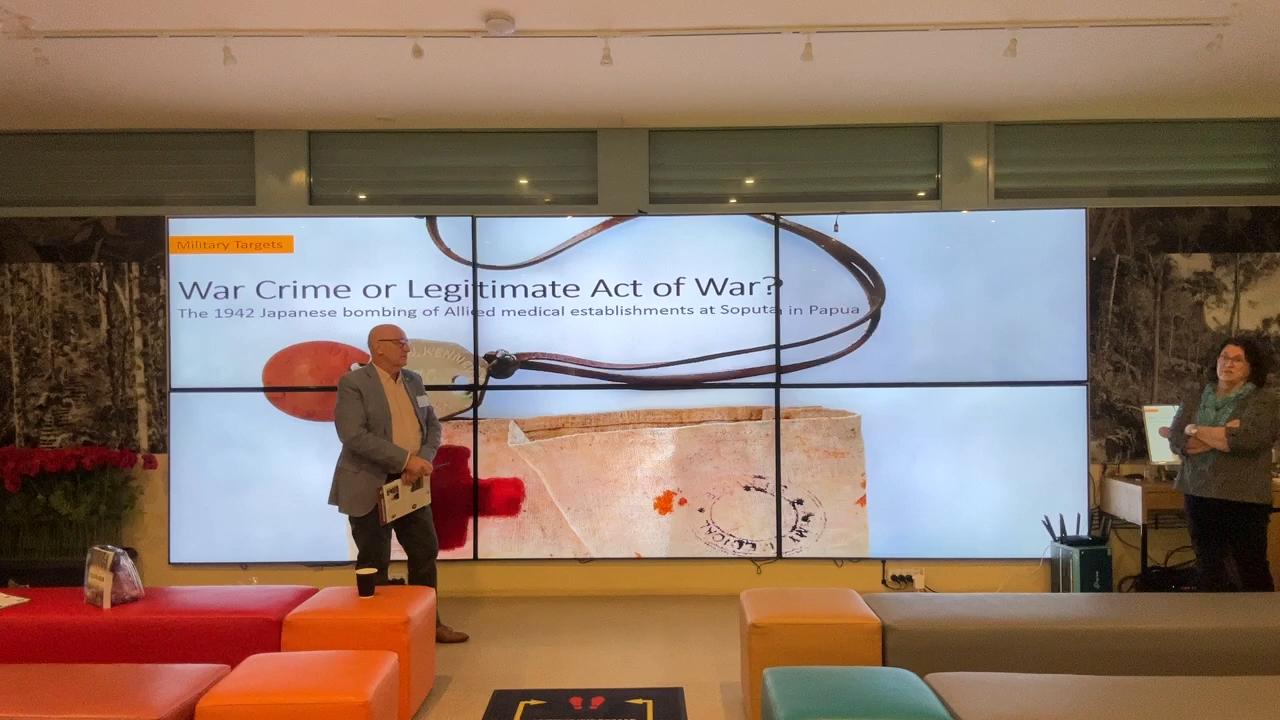 Military Targets
War Crime or Legitimate Act of War?
The 1942 Japanese bombing of Allied medical establishments at Soputa in Papua